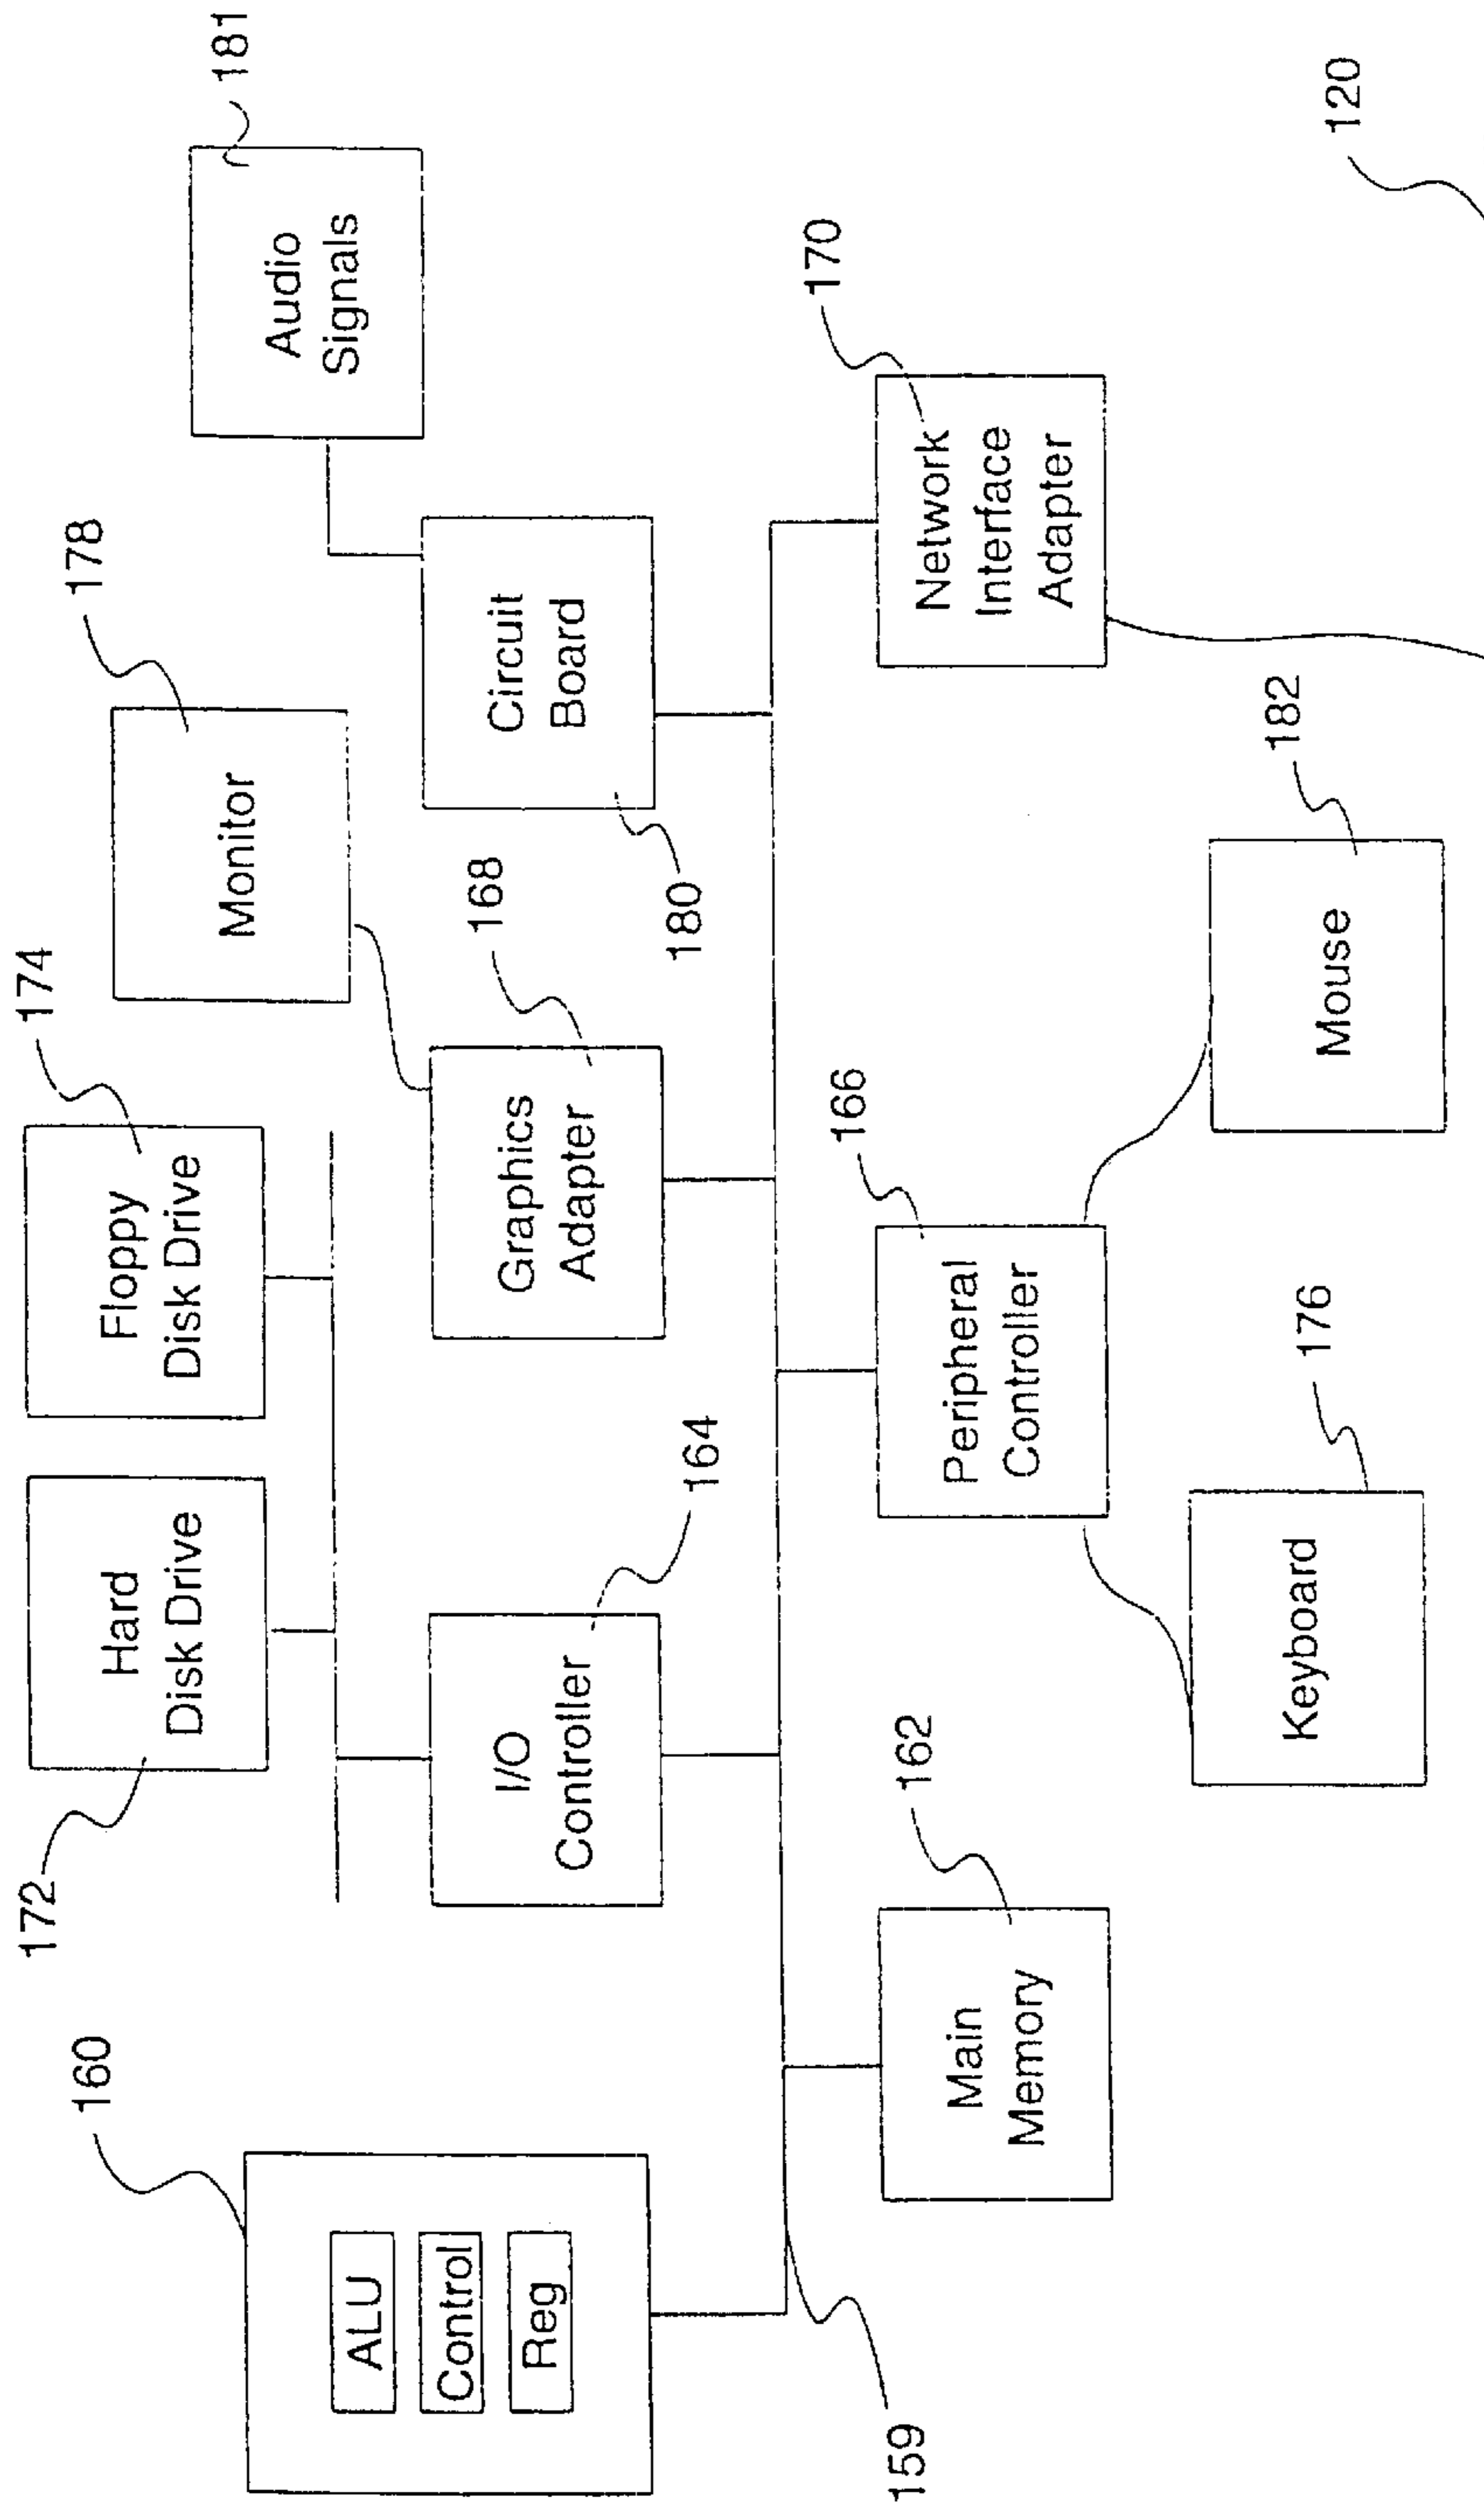 172
174
178
181
Hard
Disk Drive
Floppy
Disk Drive
Monitor
Audio
Signals
160
ALU
Control
Reg
I/O
Controller
164
Graphics
Adapter
168
Circuit
Board
180
159
162
Main
Memory
166
Peripheral
Controller
170
Network
Interface
Adapter
176
Keyboard
182
Mouse
120